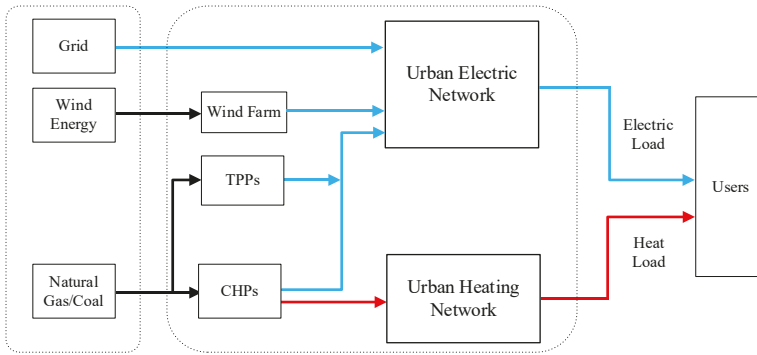 Grid
Wind
Energy
Natural
Gas/Coal
Wind Farm
TPPs
CHPs
Urban Electric
Network
Urban Heating
Network
Electric
Load
Heat
Load
Users